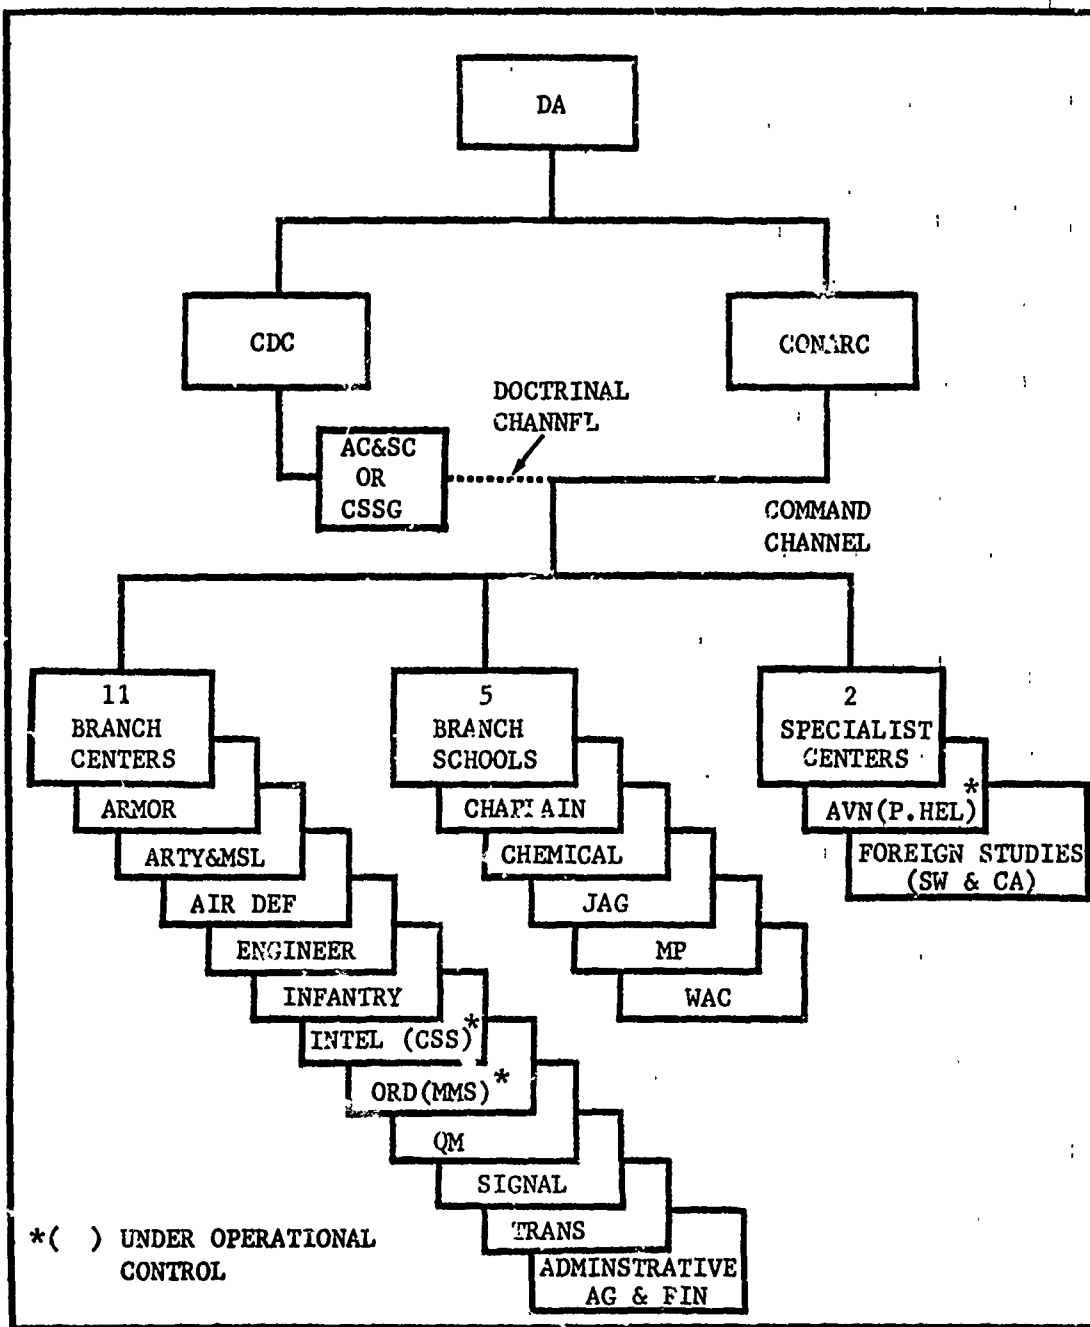 DA
CDC
CONARC
DOCTRINAL
CHANNEL
AC&SC
OR
CSSG
COMMAND
CHANNEL
11
BRANCH
CENTERS
5
BRANCH
SCHOOLS
2
SPECIALIST
CENTERS
ARMOR
ARTY&MSL
AIR DEF
ENGINEER
INFANTRY
INTEL (CSS)*
ORD(MMS)*
QM
SIGNAL
TRANS
ADMINSTRATIVE
AG & FIN
CHAPLAIN
CHEMICAL
JAG
MP
WAC
AVN(P.HEL)*
FOREIGN STUDIES
(SW & CA)
*( ) UNDER OPERATIONAL
CONTROL